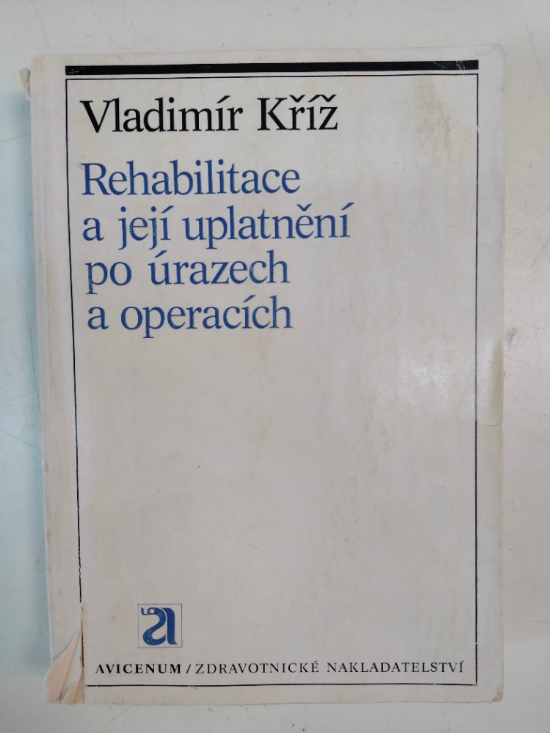 Vladimír Kříž
Rehabilitace
a její uplatnění
po úrazech
a operacích
AVICENUM / ZDRAVOTNICKÉ NAKLADATELSTVÍ